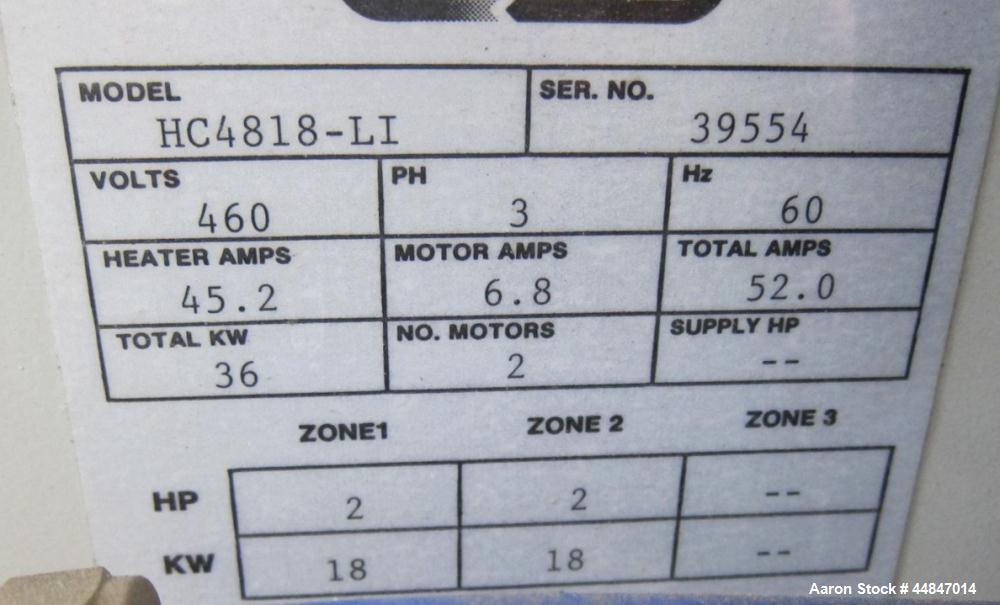 MODEL SER. NO.
HC4818-LI 39554
VOLTS PH Hz
460 3 60
HEATER AMPS MOTOR AMPS TOTAL AMPS
45.2 6.8 52.0
TOTAL KW NO. MOTORS SUPPLY HP
36 2 --
ZONE1 ZONE 2 ZONE 3
HP 2 2 --
KW 18 18 --
Aaron Stock # 44847014